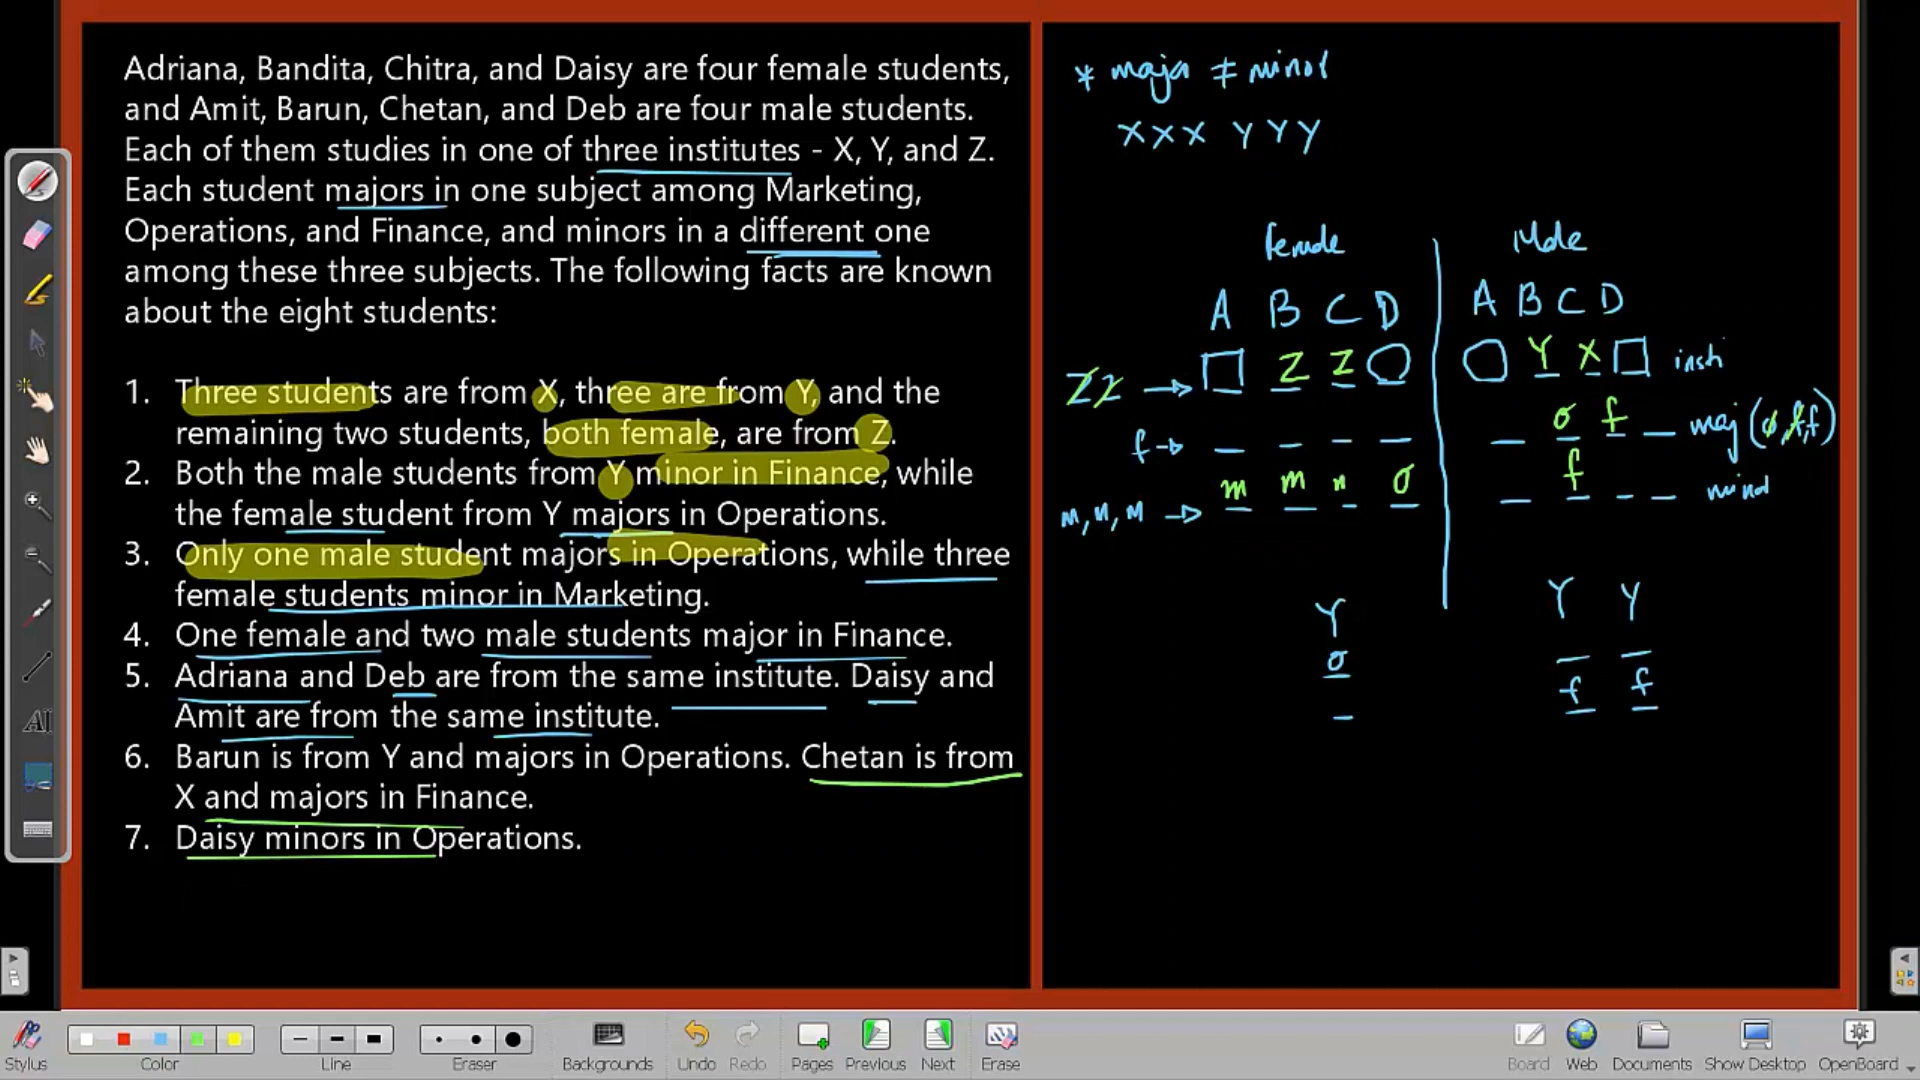 Adriana, Bandita, Chitra, and Daisy are four female students,
and Amit, Barun, Chetan, and Deb are four male students.
Each of them studies in one of three institutes - X, Y, and Z.
Each student majors in one subject among Marketing,
Operations, and Finance, and minors in a different one
among these three subjects. The following facts are known
about the eight students:
1. Three students are from X, three are from Y, and the
remaining two students, both female, are from Z.
2. Both the male students from Y minor in Finance, while
the female student from Y majors in Operations.
3. Only one male student majors in Operations, while three
female students minor in Marketing.
4. One female and two male students major in Finance.
5. Adriana and Deb are from the same institute. Daisy and
Amit are from the same institute.
6. Barun is from Y and majors in Operations. Chetan is from
X and majors in Finance.
7. Daisy minors in Operations.
* major ≠ minor
X X X Y Y Y
Female Male
A B C D A B C D
Z Z → Z Z Y X insti
f → o f maj (o, f, f)
m, m, m → m m m o f minor
Y Y Y
o
f f
Stylus
Color
Line
Eraser
Backgrounds
Undo
Redo
Pages
Previous
Next
Erase
Board
Web
Documents
Show Desktop
OpenBoard